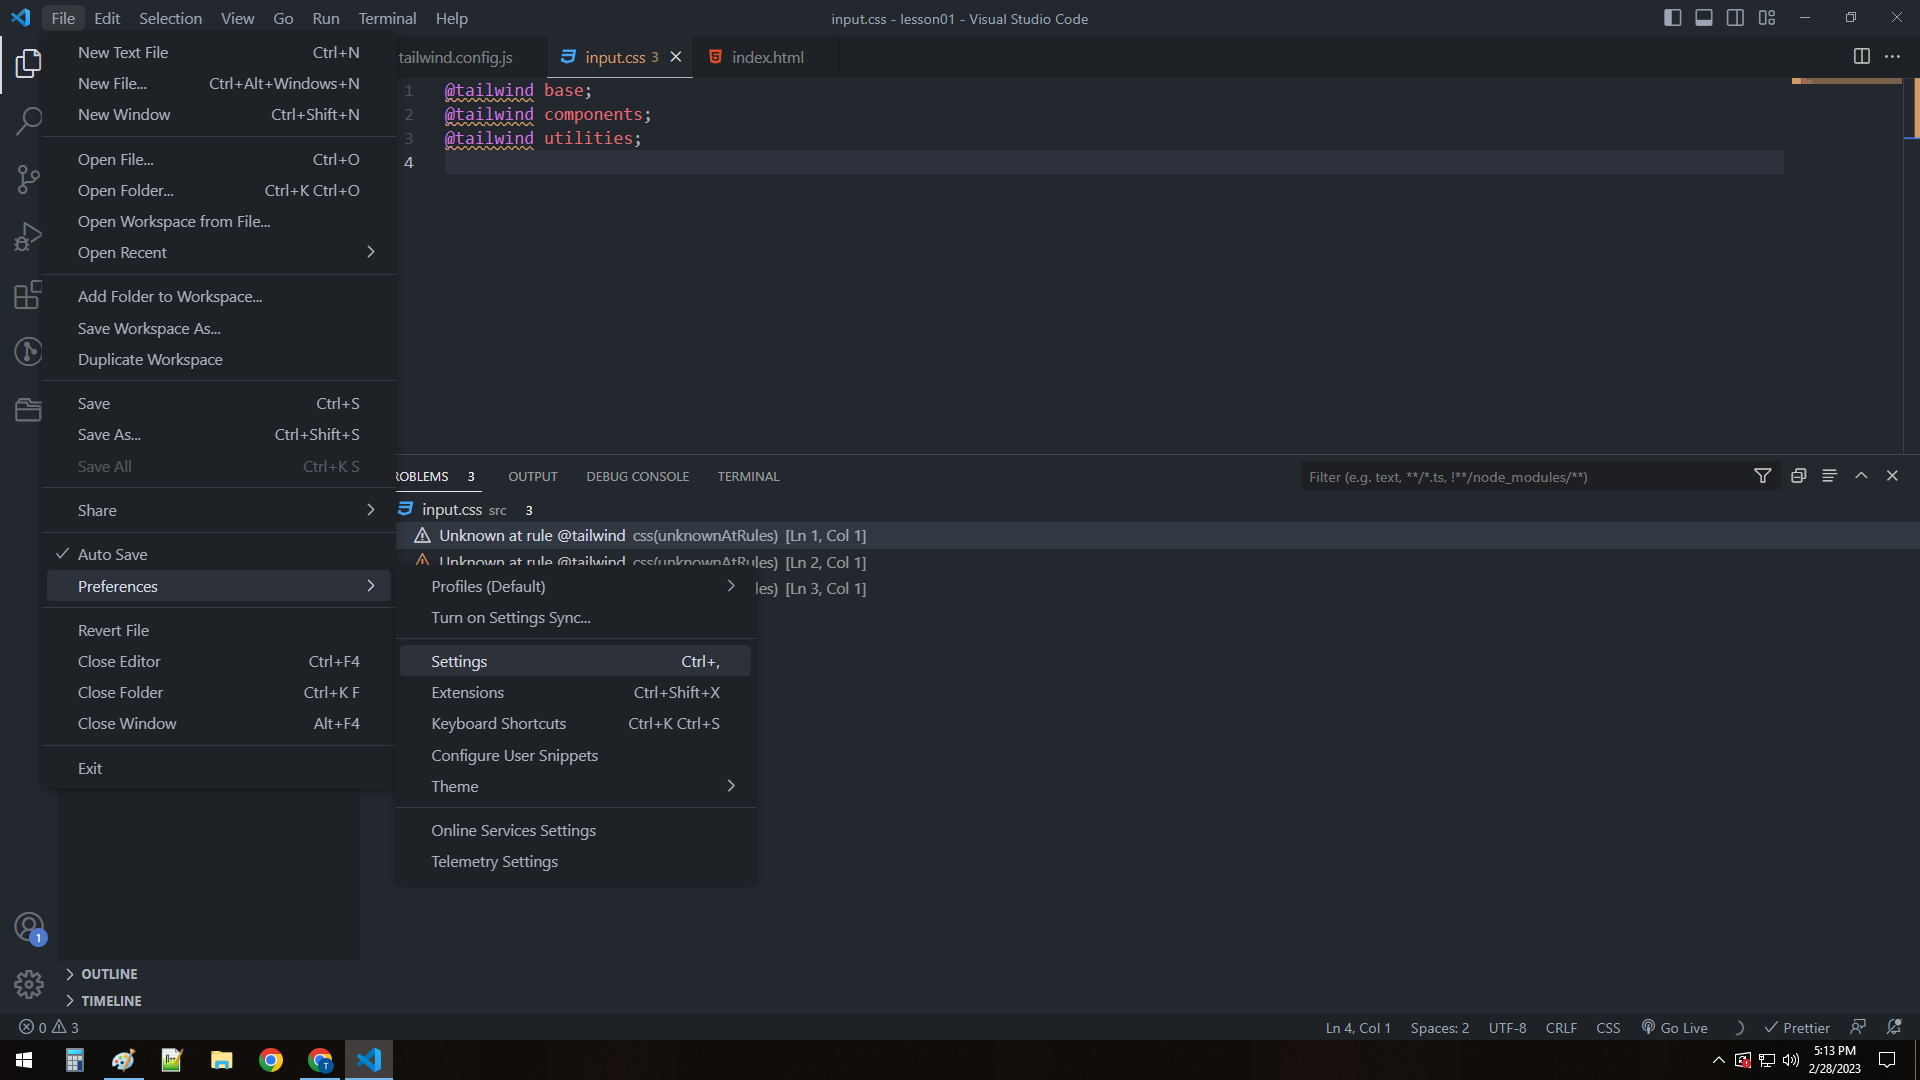 File Edit Selection View Go Run Terminal Help
input.css - lesson01 - Visual Studio Code
New Text File Ctrl+N
New File... Ctrl+Alt+Windows+N
New Window Ctrl+Shift+N
Open File... Ctrl+O
Open Folder... Ctrl+K Ctrl+O
Open Workspace from File...
Open Recent
Add Folder to Workspace...
Save Workspace As...
Duplicate Workspace
Save Ctrl+S
Save As... Ctrl+Shift+S
Save All Ctrl+K S
Share
Auto Save
Preferences
Revert File
Close Editor Ctrl+F4
Close Folder Ctrl+K F
Close Window Alt+F4
Exit
tailwind.config.js input.css 3 index.html
1 @tailwind base;
2 @tailwind components;
3 @tailwind utilities;
4
ROBLEMS 3 OUTPUT DEBUG CONSOLE TERMINAL
Filter (e.g. text, **/*.ts, !**/node_modules/**)
input.css src 3
Unknown at rule @tailwind css(unknownAtRules) [Ln 1, Col 1]
Unknown at rule @tailwind css(unknownAtRules) [Ln 2, Col 1]
les) [Ln 3, Col 1]
Profiles (Default)
Turn on Settings Sync...
Settings Ctrl+,
Extensions Ctrl+Shift+X
Keyboard Shortcuts Ctrl+K Ctrl+S
Configure User Snippets
Theme
Online Services Settings
Telemetry Settings
1
OUTLINE
TIMELINE
0 3
Ln 4, Col 1 Spaces: 2 UTF-8 CRLF CSS Go Live Prettier
T
5:13 PM
2/28/2023